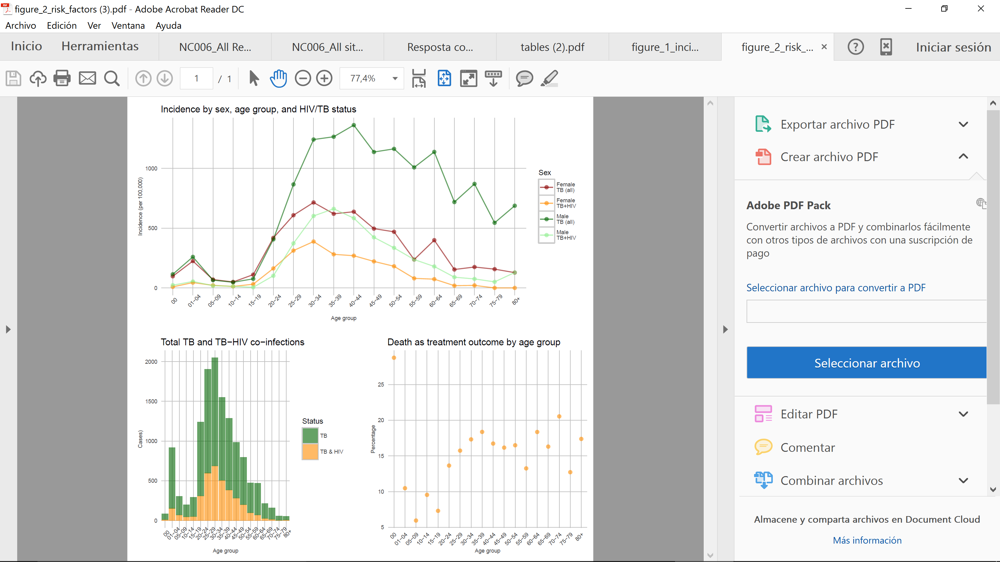 figure_2_risk_factors (3).pdf - Adobe Acrobat Reader DC
Archivo Edición Ver Ventana Ayuda
Inicio Herramientas NC006_All Re... NC006_All sit... Resposta co... tables (2).pdf figure_1_inci... figure_2_risk_... × Iniciar sesión
1 / 1 77,4%
Incidence by sex, age group, and HIV/TB status
1000
500
0
Incidence (per 100,000)
00 01−04 05−09 10−14 15−19 20−24 25−29 30−34 35−39 40−44 45−49 50−54 55−59 60−64 65−69 70−74 75−79 80+
Age group
Sex
Female
TB (all)
Female
TB+HIV
Male
TB (all)
Male
TB+HIV
Total TB and TB−HIV co−infections
2000
1500
1000
500
0
Cases)
00 01−04 05−09 10−14 15−19 20−24 25−29 30−34 35−39 40−44 45−49 50−54 55−59 60−64 65−69 70−74 75−79 80+
Age group
Status
TB
TB & HIV
Death as treatment outcome by age group
25
20
15
10
5
Percentage
00 01−04 05−09 10−14 15−19 20−24 25−29 30−34 35−39 40−44 45−49 50−54 55−59 60−64 65−69 70−74 75−79 80+
Age group
Exportar archivo PDF
Crear archivo PDF
Adobe PDF Pack
Convertir archivos a PDF y combinarlos fácilmente
con otros tipos de archivos con una suscripción de
pago
Seleccionar archivo para convertir a PDF
Seleccionar archivo
Editar PDF
Comentar
Combinar archivos
Almacene y comparta archivos en Document Cloud
Más información